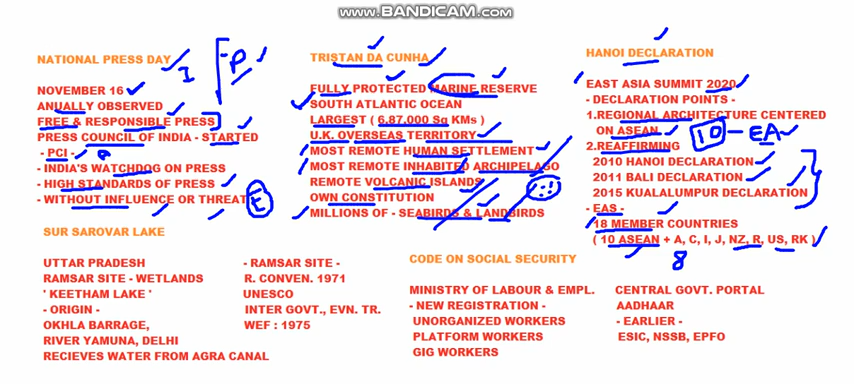 www.BANDICAM.com
NATIONAL PRESS DAY
I
P
NOVEMBER 16
ANUALLY OBSERVED
FREE & RESPONSIBLE PRESS
PRESS COUNCIL OF INDIA - STARTED
- PCI -
- INDIA'S WATCHDOG ON PRESS
- HIGH STANDARDS OF PRESS
- WITHOUT INFLUENCE OR THREAT
E
TRISTAN DA CUNHA
FULLY PROTECTED MARINE RESERVE
SOUTH ATLANTIC OCEAN
LARGEST ( 6,87,000 Sq KMs )
U.K. OVERSEAS TERRITORY
MOST REMOTE HUMAN SETTLEMENT
MOST REMOTE INHABITED ARCHIPELAGO
REMOTE VOLCANIC ISLANDS
OWN CONSTITUTION
MILLIONS OF - SEABIRDS & LANDBIRDS
HANOI DECLARATION
EAST ASIA SUMMIT 2020
- DECLARATION POINTS -
1.REGIONAL ARCHITECTURE CENTERED
ON ASEAN
10 - EA
2.REAFFIRMING
2010 HANOI DECLARATION
2011 BALI DECLARATION
2015 KUALALUMPUR DECLARATION
- EAS -
18 MEMBER COUNTRIES
( 10 ASEAN + A, C, I, J, NZ, R, US, RK )
8
SUR SAROVAR LAKE
UTTAR PRADESH
RAMSAR SITE - WETLANDS
' KEETHAM LAKE '
- ORIGIN -
OKHLA BARRAGE,
RIVER YAMUNA, DELHI
RECIEVES WATER FROM AGRA CANAL
- RAMSAR SITE -
R. CONVEN. 1971
UNESCO
INTER GOVT., EVN. TR.
WEF : 1975
CODE ON SOCIAL SECURITY
MINISTRY OF LABOUR & EMPL.
- NEW REGISTRATION -
UNORGANIZED WORKERS
PLATFORM WORKERS
GIG WORKERS
CENTRAL GOVT. PORTAL
AADHAAR
- EARLIER -
ESIC, NSSB, EPFO